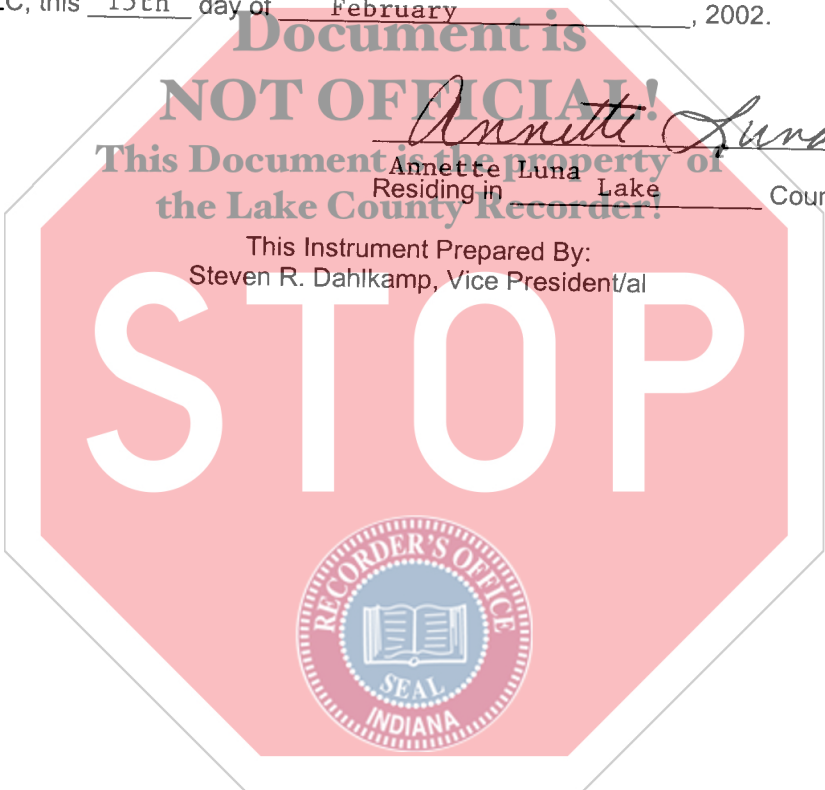 LC, this 15th day of February, 2002.
Document is
NOT OFFICIAL!
Annette Luna
This Document is the property of
Annette Luna
Residing in Lake Coun
the Lake County Recorder!
This Instrument Prepared By:
Steven R. Dahlkamp, Vice President/al
STOP
RECORDER'S OFFICE
SEAL
INDIANA